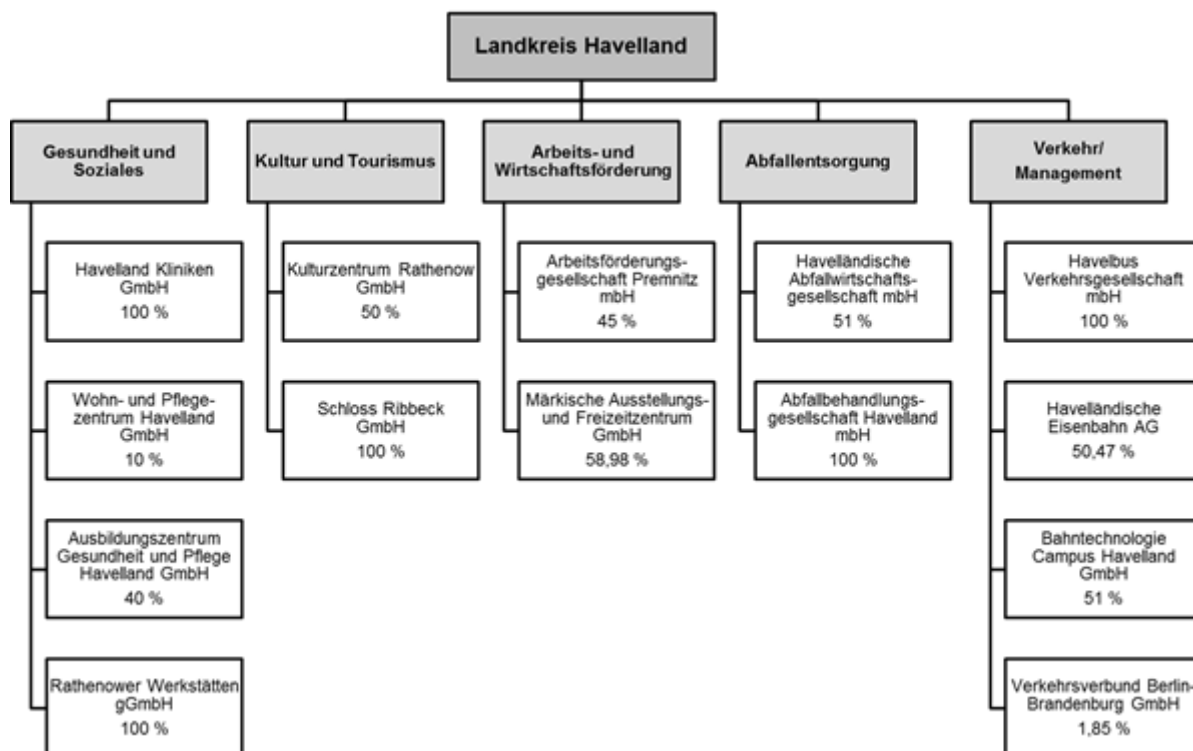 Landkreis Havelland
Gesundheit und
Soziales
Havelland Kliniken
GmbH
100 %
Wohn- und Pflege-
zentrum Havelland
GmbH
10 %
Ausbildungszentrum
Gesundheit und Pflege
Havelland GmbH
40 %
Rathenower Werkstätten
gGmbH
100 %
Kultur und Tourismus
Kulturzentrum Rathenow
GmbH
50 %
Schloss Ribbeck
GmbH
100 %
Arbeits- und
Wirtschaftsförderung
Arbeitsförderungs-
gesellschaft Premnitz
mbH
45 %
Märkische Ausstellungs-
und Freizeitzentrum
GmbH
58,98 %
Abfallentsorgung
Havelländische
Abfallwirtschafts-
gesellschaft mbH
51 %
Abfallbehandlungs-
gesellschaft Havelland
mbH
100 %
Verkehr/
Management
Havelbus
Verkehrsgesellschaft
mbH
100 %
Havelländische
Eisenbahn AG
50,47 %
Bahntechnologie
Campus Havelland
GmbH
51 %
Verkehrsverbund Berlin-
Brandenburg GmbH
1,85 %